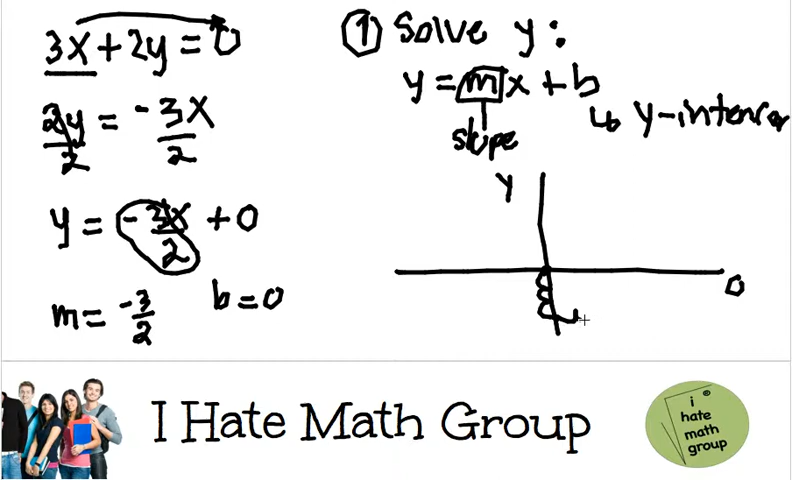 3x + 2y = 0
2y/2 = -3x/2
y = -3x/2 + 0
m = -3/2 b = 0
① Solve y:
y = mx + b
slope
↳ y-intercep
y
0
I Hate Math Group
i
hate
math
group